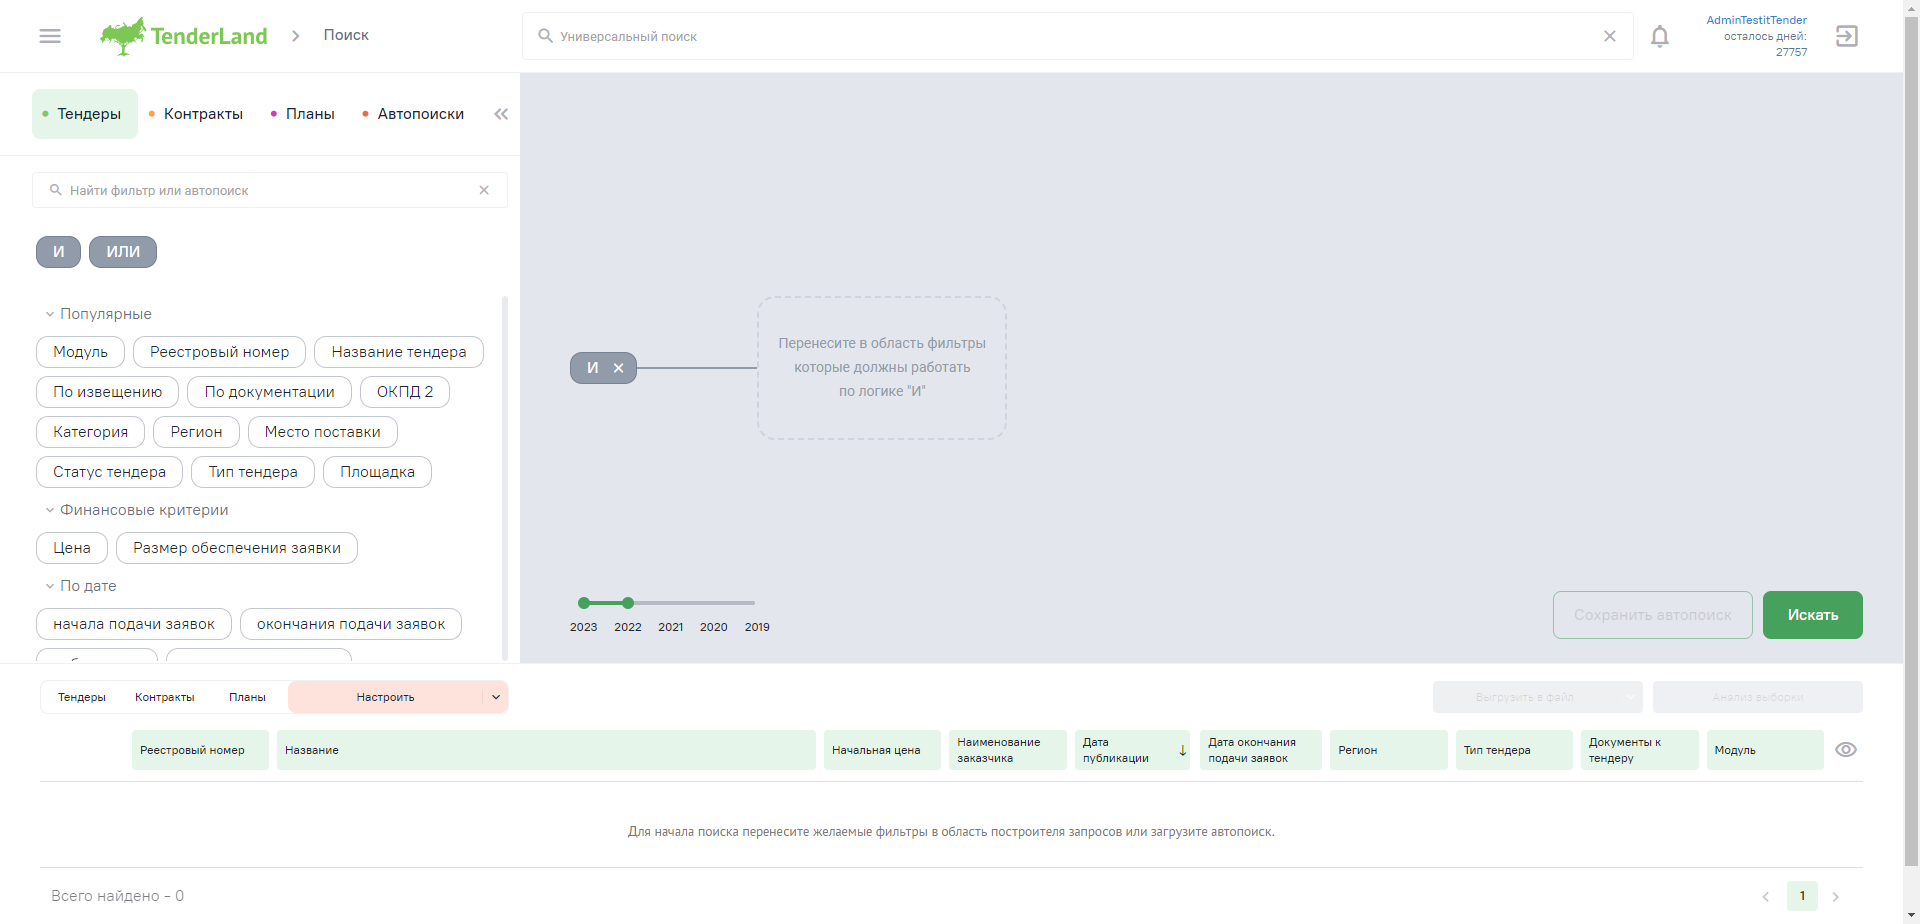 TenderLand
Поиск
Универсальный поиск
AdminTestitTender
осталось дней:
27757
Тендеры
Контракты
Планы
Автопоиски
Найти фильтр или автопоиск
И
ИЛИ
Популярные
Модуль
Реестровый номер
Название тендера
По извещению
По документации
ОКПД 2
Категория
Регион
Место поставки
Статус тендера
Тип тендера
Площадка
Финансовые критерии
Цена
Размер обеспечения заявки
По дате
начала подачи заявок
окончания подачи заявок
И
Перенесите в область фильтры
которые должны работать
по логике "И"
2023
2022
2021
2020
2019
Сохранить автопоиск
Искать
Тендеры
Контракты
Планы
Настроить
Выгрузить в файл
Анализ выборки
Реестровый номер
Название
Начальная цена
Наименование
заказчика
Дата
публикации
Дата окончания
подачи заявок
Регион
Тип тендера
Документы к
тендеру
Модуль
Для начала поиска перенесите желаемые фильтры в область построителя запросов или загрузите автопоиск.
Всего найдено - 0
1